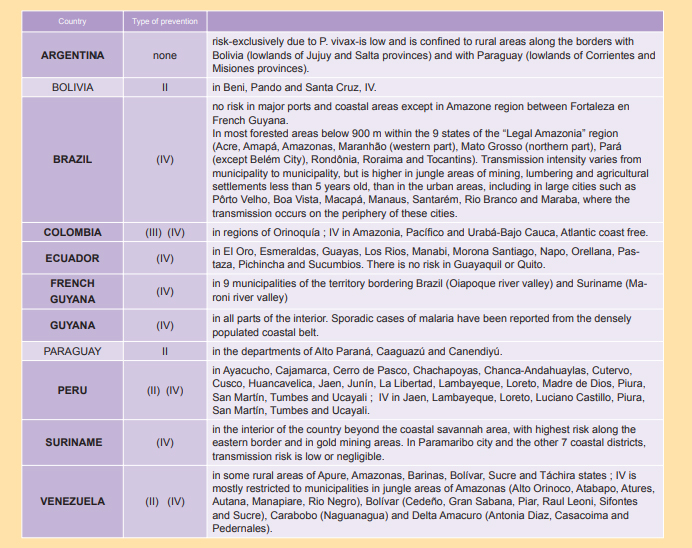 Country Type of prevention
ARGENTINA none
risk-exclusively due to P. vivax-is low and is confined to rural areas along the borders with
Bolivia (lowlands of Jujuy and Salta provinces) and with Paraguay (lowlands of Corrientes and
Misiones provinces).
BOLIVIA II in Beni, Pando and Santa Cruz, IV.
BRAZIL (IV)
no risk in major ports and coastal areas except in Amazone region between Fortaleza en
French Guyana.
In most forested areas below 900 m within the 9 states of the “Legal Amazonia” region
(Acre, Amapá, Amazonas, Maranhão (western part), Mato Grosso (northern part), Pará
(except Belém City), Rondônia, Roraima and Tocantins). Transmission intensity varies from
municipality to municipality, but is higher in jungle areas of mining, lumbering and agricultural
settlements less than 5 years old, than in the urban areas, including in large cities such as
Pôrto Velho, Boa Vista, Macapá, Manaus, Santarém, Rio Branco and Maraba, where the
transmission occurs on the periphery of these cities.
COLOMBIA (III) (IV) in regions of Orinoquía ; IV in Amazonia, Pacífico and Urabá-Bajo Cauca, Atlantic coast free.
ECUADOR (IV)
in El Oro, Esmeraldas, Guayas, Los Rios, Manabi, Morona Santiago, Napo, Orellana, Pas-
taza, Pichincha and Sucumbios. There is no risk in Guayaquil or Quito.
FRENCH
GUYANA (IV)
in 9 municipalities of the territory bordering Brazil (Oiapoque river valley) and Suriname (Ma-
roni river valley)
GUYANA (IV)
in all parts of the interior. Sporadic cases of malaria have been reported from the densely
populated coastal belt.
PARAGUAY II in the departments of Alto Paraná, Caaguazú and Canendiyú.
PERU (II) (IV)
in Ayacucho, Cajamarca, Cerro de Pasco, Chachapoyas, Chanca-Andahuaylas, Cutervo,
Cusco, Huancavelica, Jaen, Junín, La Libertad, Lambayeque, Loreto, Madre de Dios, Piura,
San Martín, Tumbes and Ucayali ; IV in Jaen, Lambayeque, Loreto, Luciano Castillo, Piura,
San Martín, Tumbes and Ucayali.
SURINAME (IV)
in the interior of the country beyond the coastal savannah area, with highest risk along the
eastern border and in gold mining areas. In Paramaribo city and the other 7 coastal districts,
transmission risk is low or negligible.
VENEZUELA (II) (IV)
in some rural areas of Apure, Amazonas, Barinas, Bolívar, Sucre and Táchira states ; IV is
mostly restricted to municipalities in jungle areas of Amazonas (Alto Orinoco, Atabapo, Atures,
Autana, Manapiare, Rio Negro), Bolívar (Cedeño, Gran Sabana, Piar, Raul Leoni, Sifontes
and Sucre), Carabobo (Naguanagua) and Delta Amacuro (Antonia Diaz, Casacoima and
Pedernales).